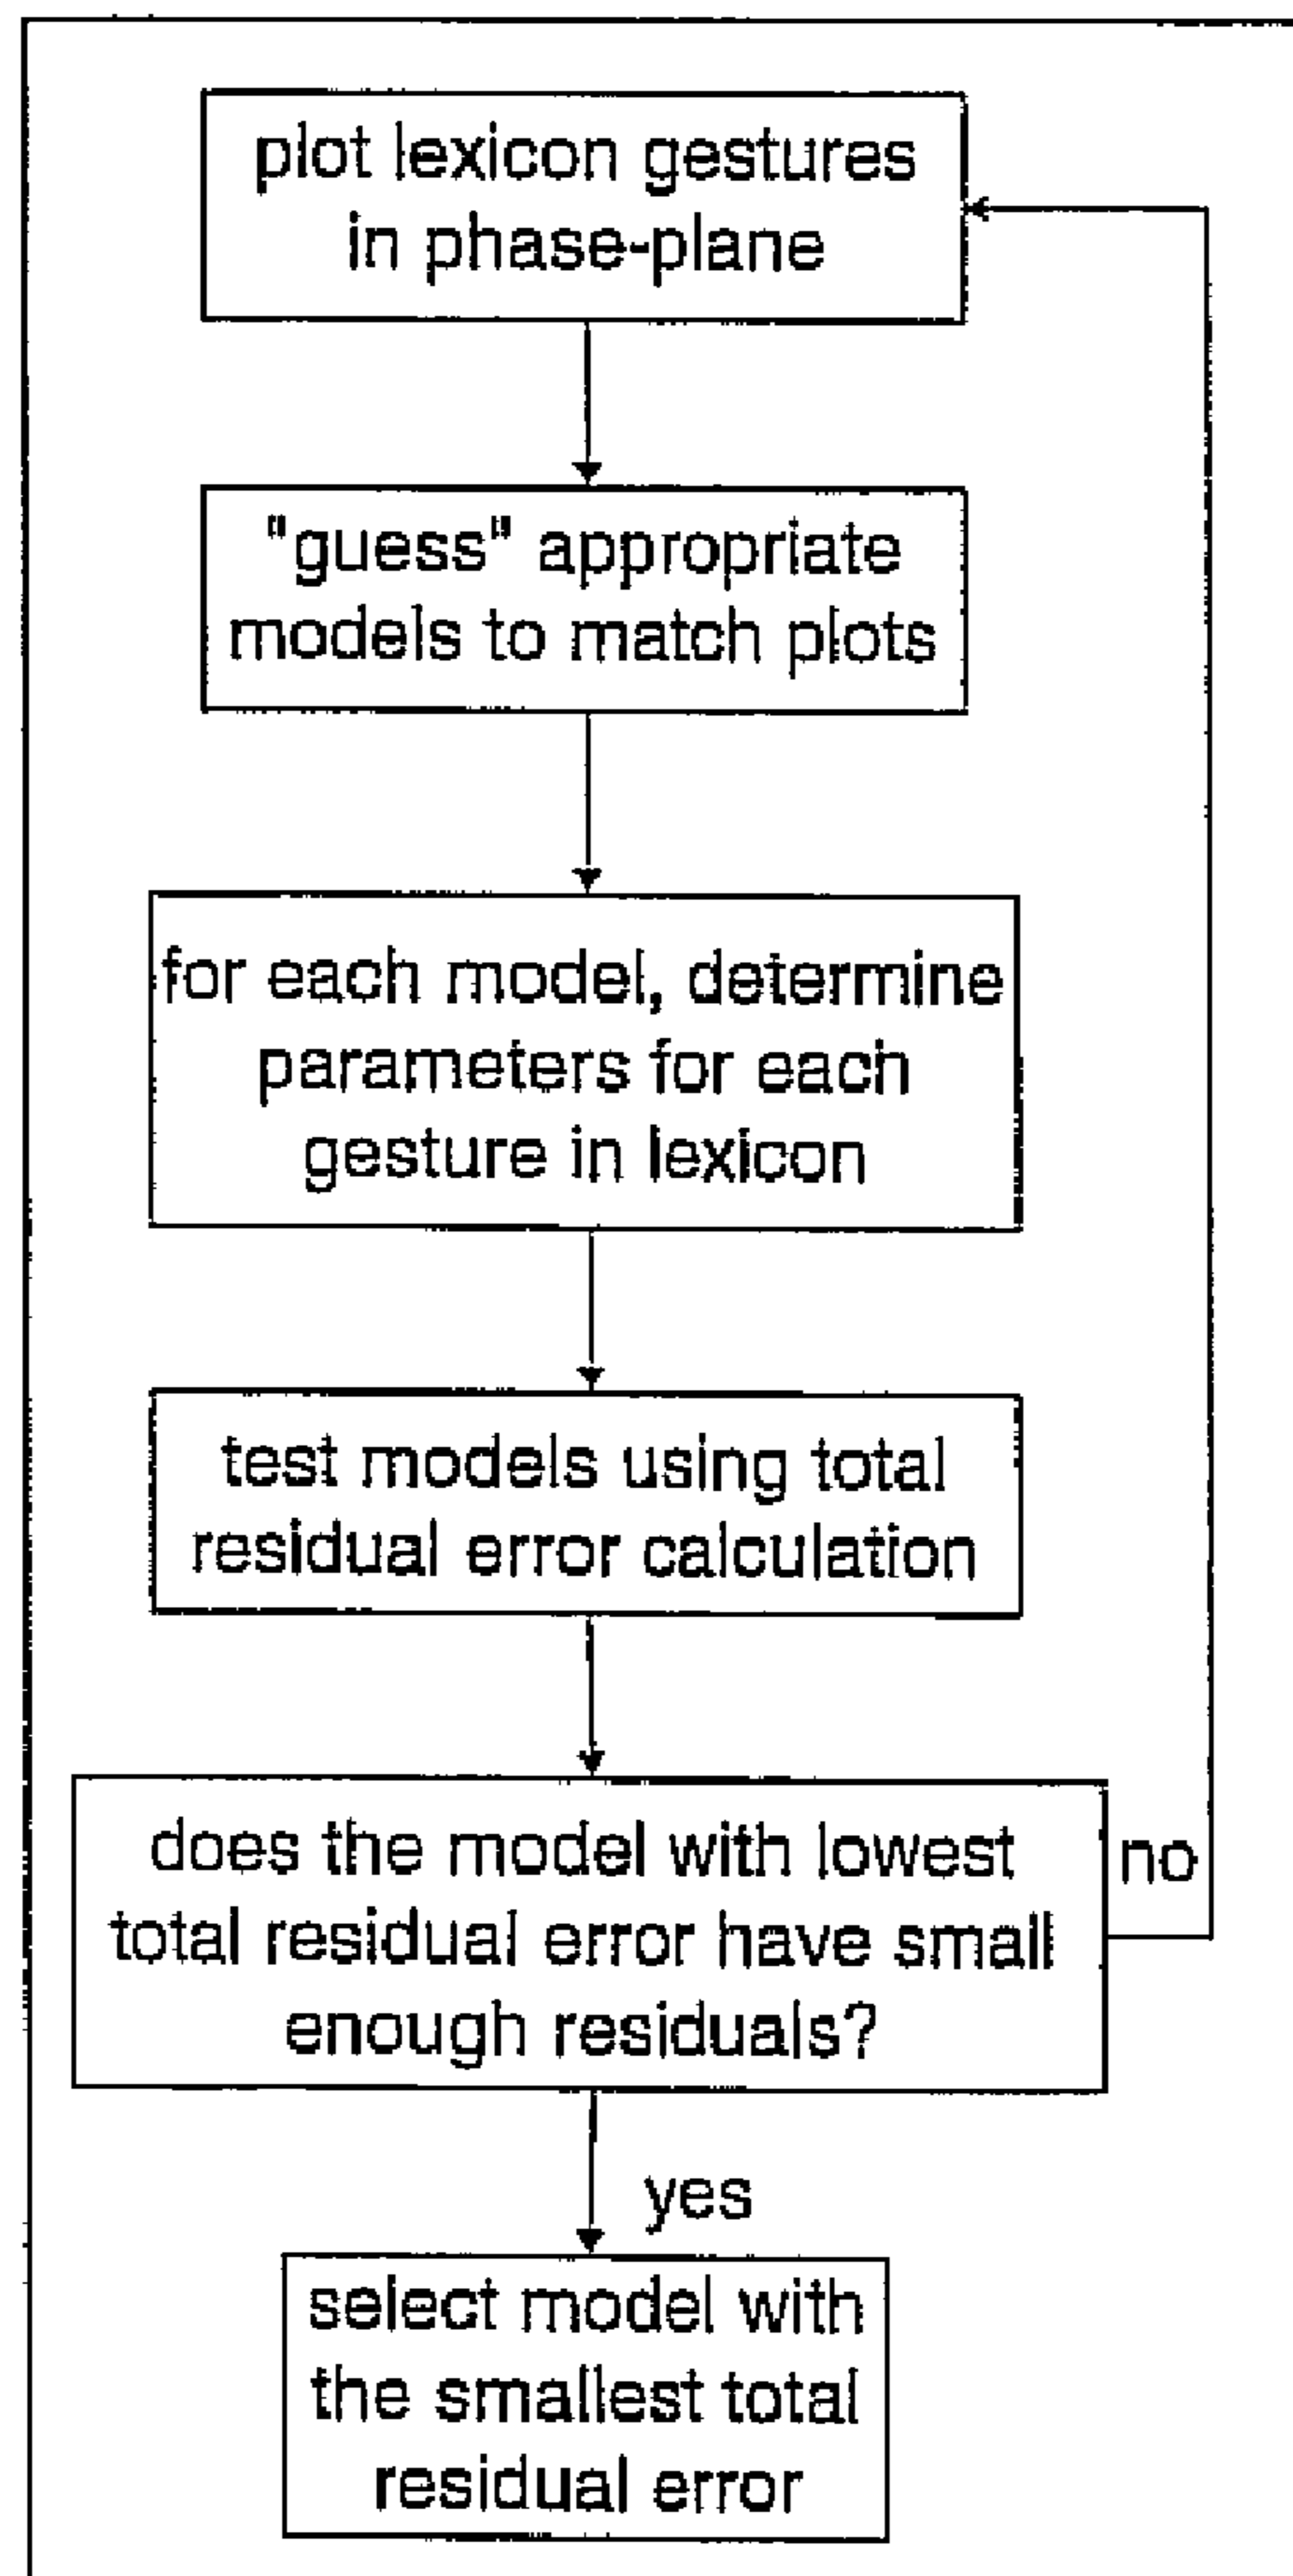 plot lexicon gestures
in phase-plane
"guess" appropriate
models to match plots
for each model, determine
parameters for each
gesture in lexicon
test models using total
residual error calculation
does the model with lowest
total residual error have small
enough residuals?
no
yes
select model with
the smallest total
residual error